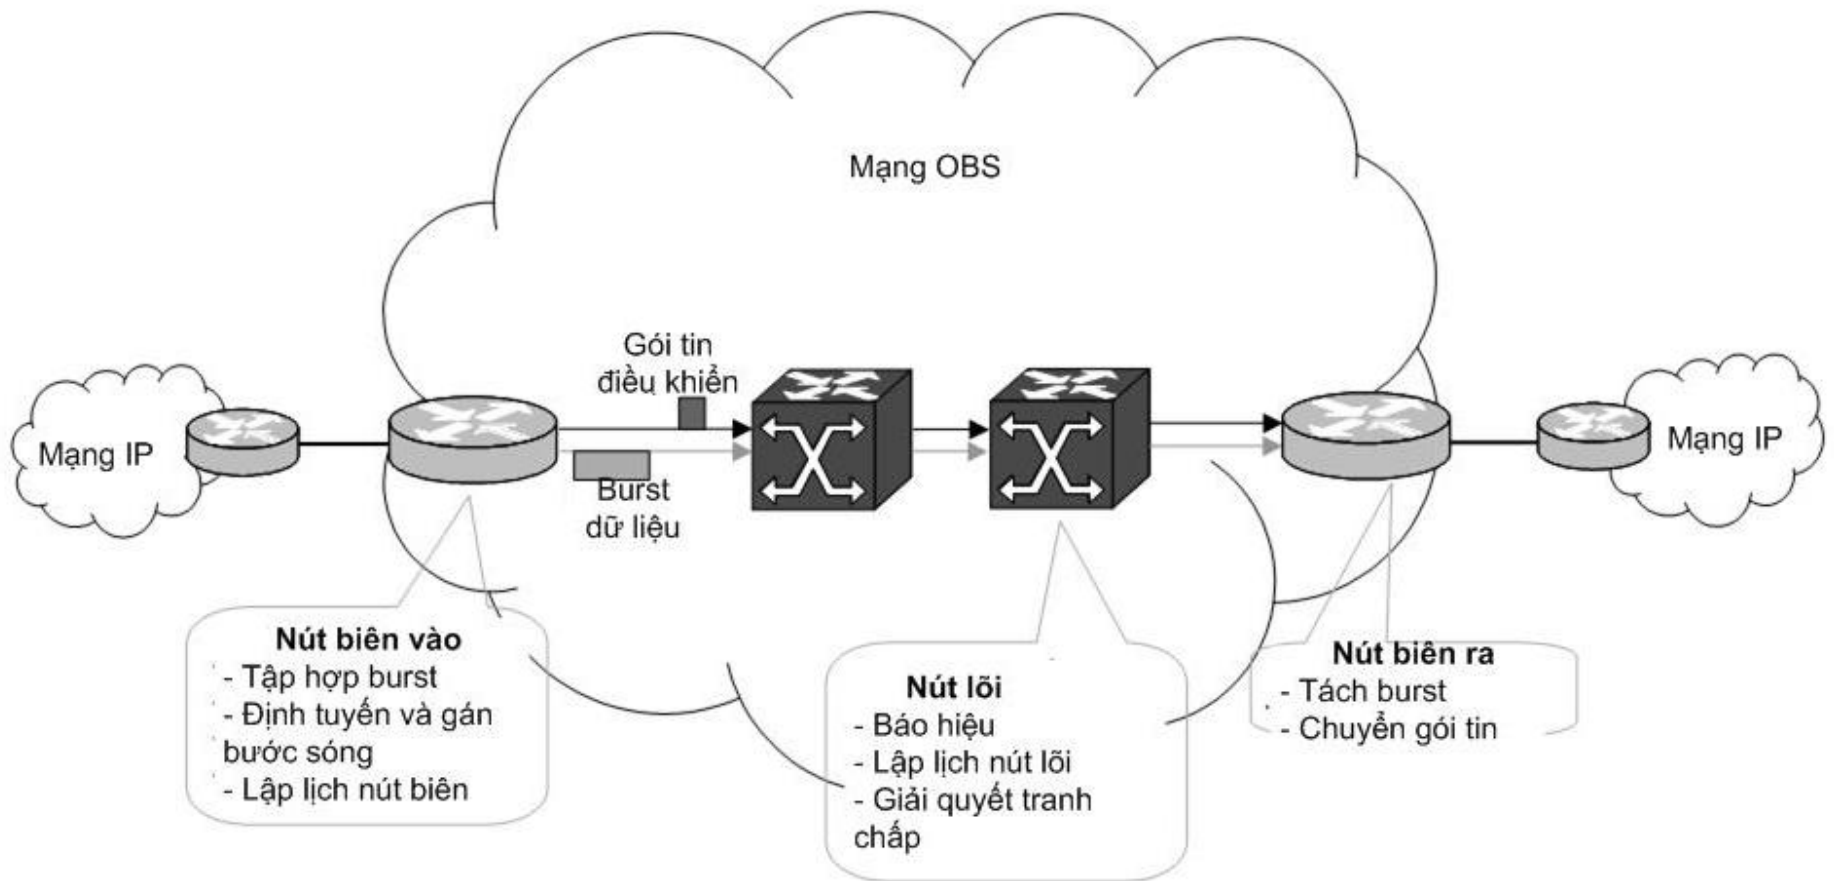 Mạng OBS
Gói tin
điều khiển
Mạng IP
Mạng IP
Burst
dữ liệu
Nút biên vào
- Tập hợp burst
- Định tuyến và gán
bước sóng
- Lập lịch nút biên
Nút lõi
- Báo hiệu
- Lập lịch nút lõi
- Giải quyết tranh
chấp
Nút biên ra
- Tách burst
- Chuyển gói tin